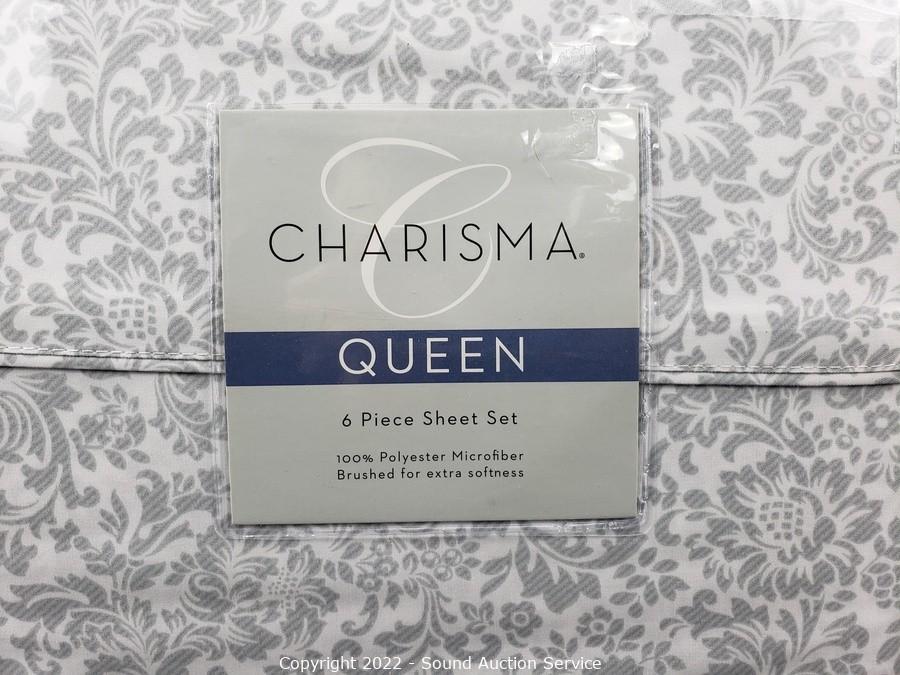 C
CHARISMA®
QUEEN
6 Piece Sheet Set
100% Polyester Microfiber
Brushed for extra softness
Copyright 2022 - Sound Auction Service